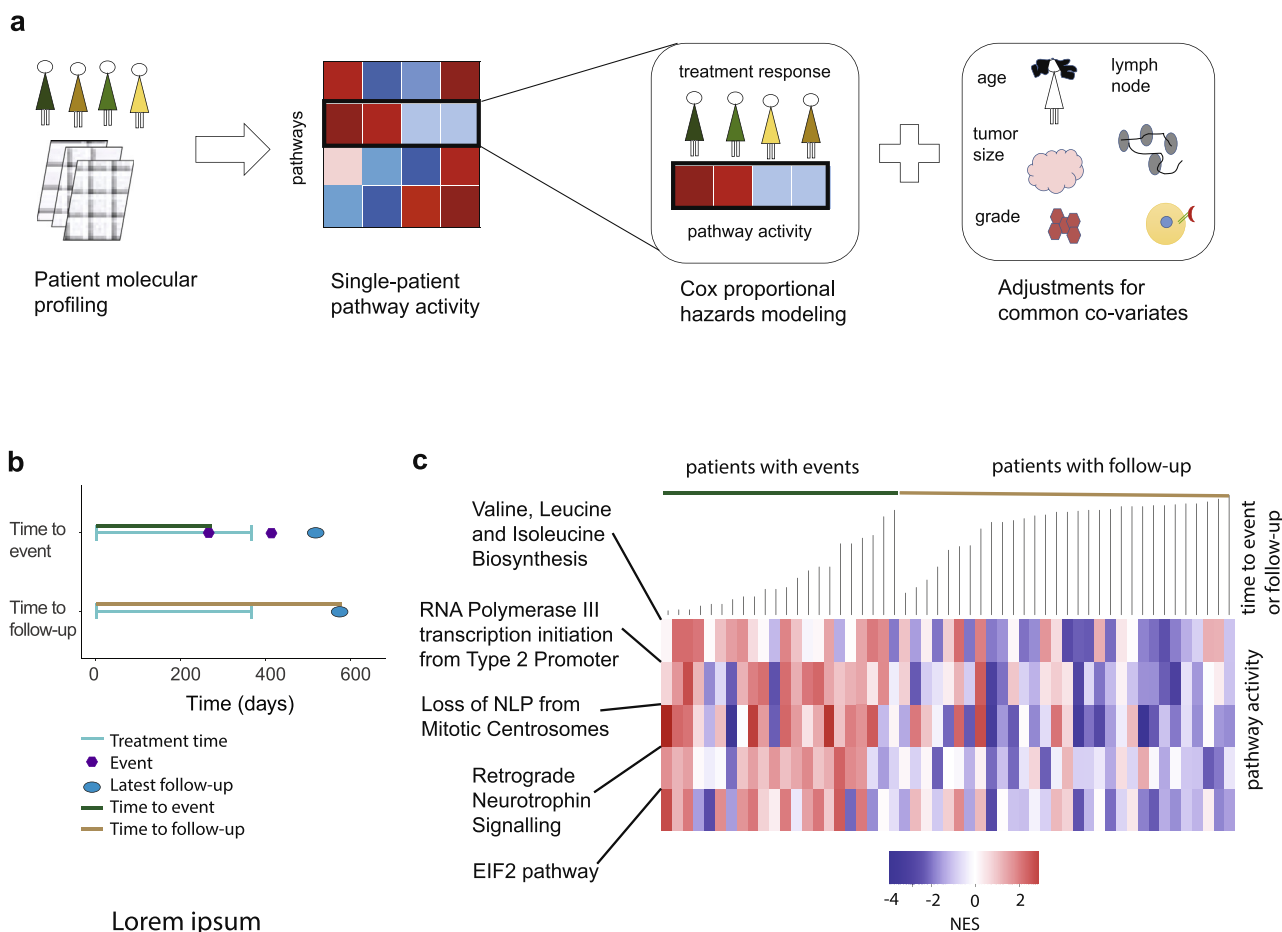 a
pathways
treatment response
pathway activity
age
lymph
node
tumor
size
grade
Patient molecular
profiling
Single-patient
pathway activity
Cox proportional
hazards modeling
Adjustments for
common co-variates
b
Time to
event
Time to
follow-up
0 200 400 600
Time (days)
Treatment time
Event
Latest follow-up
Time to event
Time to follow-up
Lorem ipsum
c
patients with events
patients with follow-up
Valine, Leucine
and Isoleucine
Biosynthesis
RNA Polymerase III
transcription initiation
from Type 2 Promoter
Loss of NLP from
Mitotic Centrosomes
Retrograde
Neurotrophin
Signalling
EIF2 pathway
time to event
or follow-up
pathway activity
-4 -2 0 2
NES